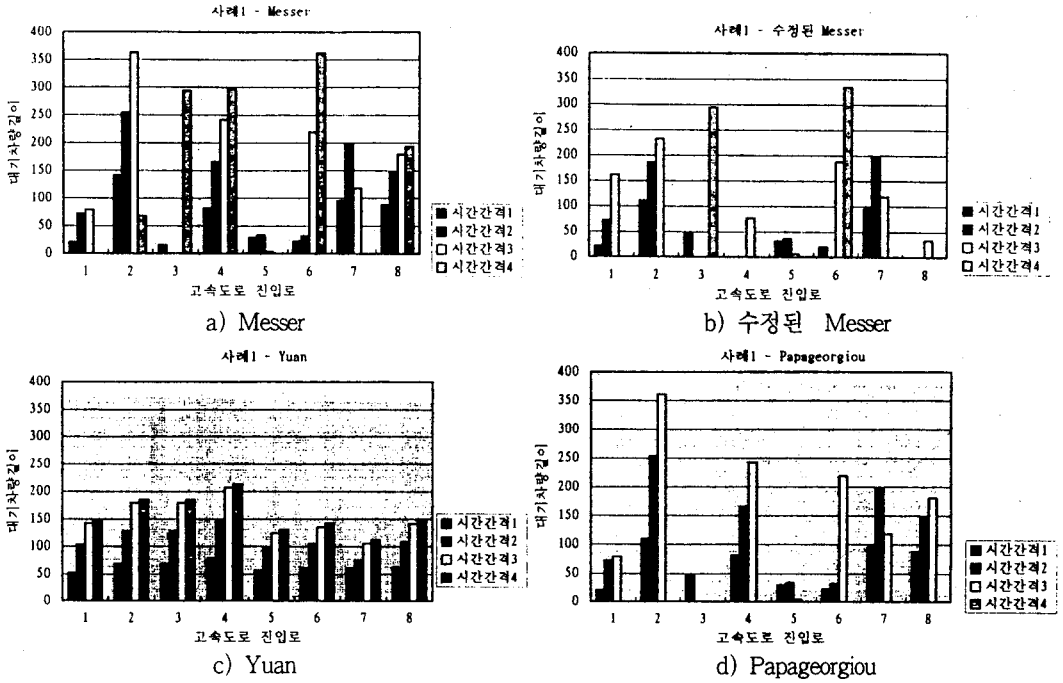 사례1 - Messer
400
350
300
250
200
150
100
50
0
대기차량길이
1 2 3 4 5 6 7 8
고속도로 진입로
시간간격1
시간간격2
시간간격3
시간간격4
a) Messer
사례1 - 수정된 Messer
400
350
300
250
200
150
100
50
0
대기차량길이
1 2 3 4 5 6 7 8
고속도로 진입로
시간간격1
시간간격2
시간간격3
시간간격4
b) 수정된 Messer
사례1 - Yuan
400
350
300
250
200
150
100
50
0
대기차량길이
1 2 3 4 5 6 7 8
고속도로 진입로
시간간격1
시간간격2
시간간격3
시간간격4
c) Yuan
사례1 - Papageorgiou
400
350
300
250
200
150
100
50
0
대기차량길이
1 2 3 4 5 6 7 8
고속도로 진입로
시간간격1
시간간격2
시간간격3
시간간격4
d) Papageorgiou